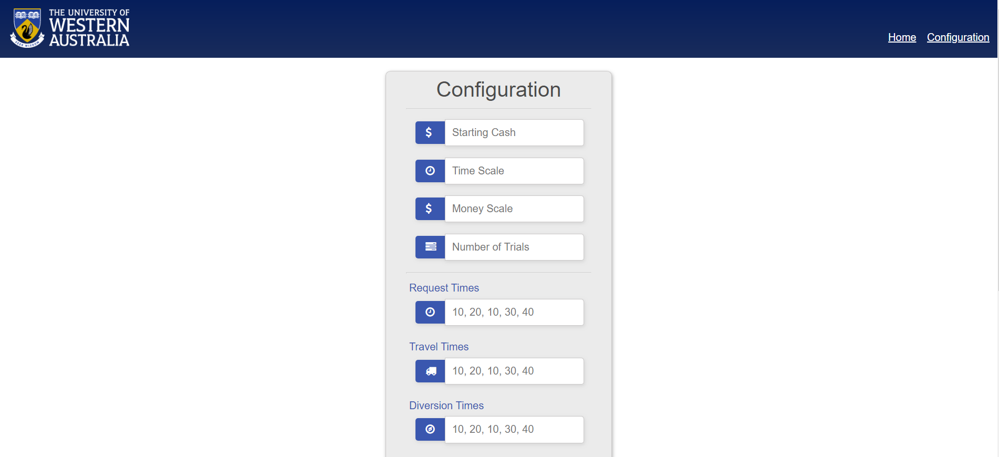 THE UNIVERSITY OF
WESTERN
AUSTRALIA
SEEK WISDOM
Home Configuration
Configuration
$ Starting Cash
Time Scale
$ Money Scale
Number of Trials
Request Times
10, 20, 10, 30, 40
Travel Times
10, 20, 10, 30, 40
Diversion Times
10, 20, 10, 30, 40